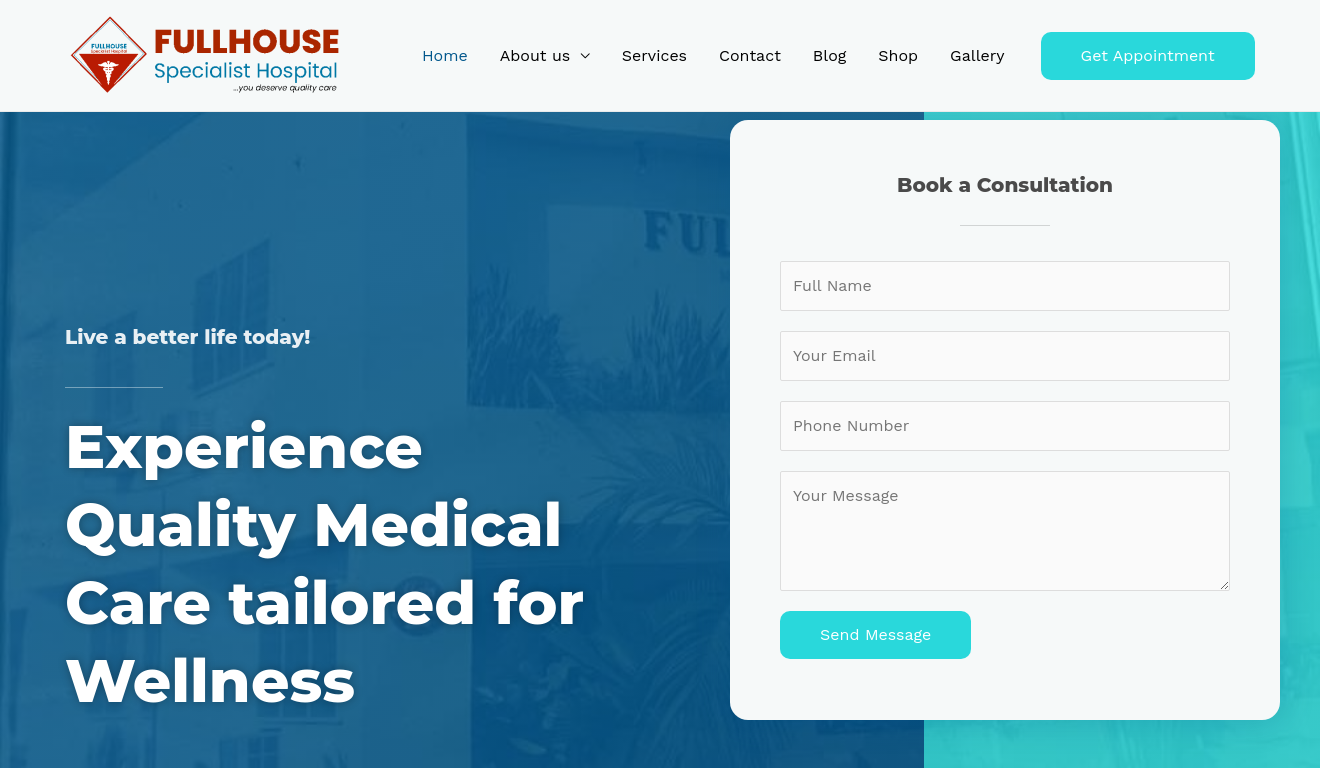 FULLHOUSE
Specialist Hospital
FULLHOUSE
Specialist Hospital
...you deserve quality care
Home
About us
Services
Contact
Blog
Shop
Gallery
Get Appointment
Live a better life today!
Experience
Quality Medical
Care tailored for
Wellness
FUL
Book a Consultation
Full Name
Your Email
Phone Number
Your Message
Send Message